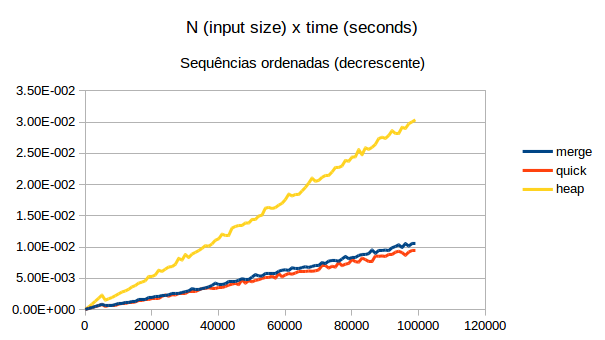 N (input size) x time (seconds)
Sequências ordenadas (decrescente)
3.50E-002
3.00E-002
2.50E-002
2.00E-002
1.50E-002
1.00E-002
5.00E-003
0.00E+000
0 20000 40000 60000 80000 100000 120000
merge
quick
heap